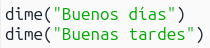 dime("Buenos días")
dime("Buenas tardes")